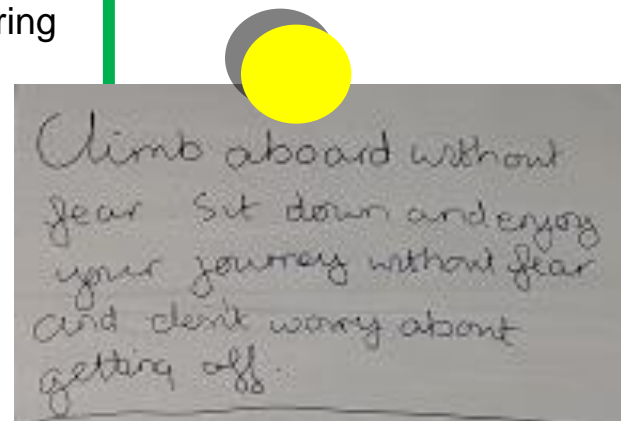 ring
Climb aboard without
fear Sit down and enjoy
your journey without fear
and don't worry about
getting off.